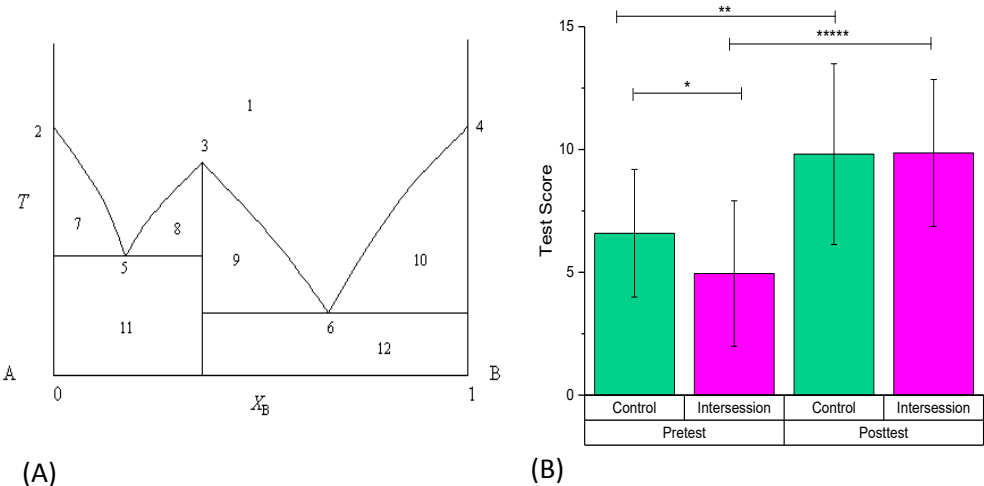 1
2
3
4
T
7
8
5
9
10
6
11
12
A
B
0
1
XB
(A)
15
10
5
0
Test Score
**
*****
*
Control
Intersession
Control
Intersession
Pretest
Posttest
(B)